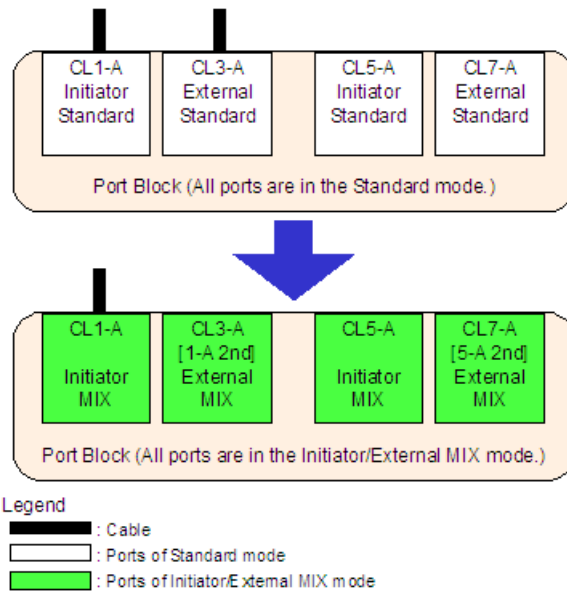 CL1-A
Initiator
Standard
CL3-A
External
Standard
CL5-A
Initiator
Standard
CL7-A
External
Standard
Port Block (All ports are in the Standard mode.)
CL1-A
Initiator
MIX
CL3-A
[1-A 2nd]
External
MIX
CL5-A
Initiator
MIX
CL7-A
[5-A 2nd]
External
MIX
Port Block (All ports are in the Initiator/External MIX mode.)
Legend
: Cable
: Ports of Standard mode
: Ports of Initiator/External MIX mode